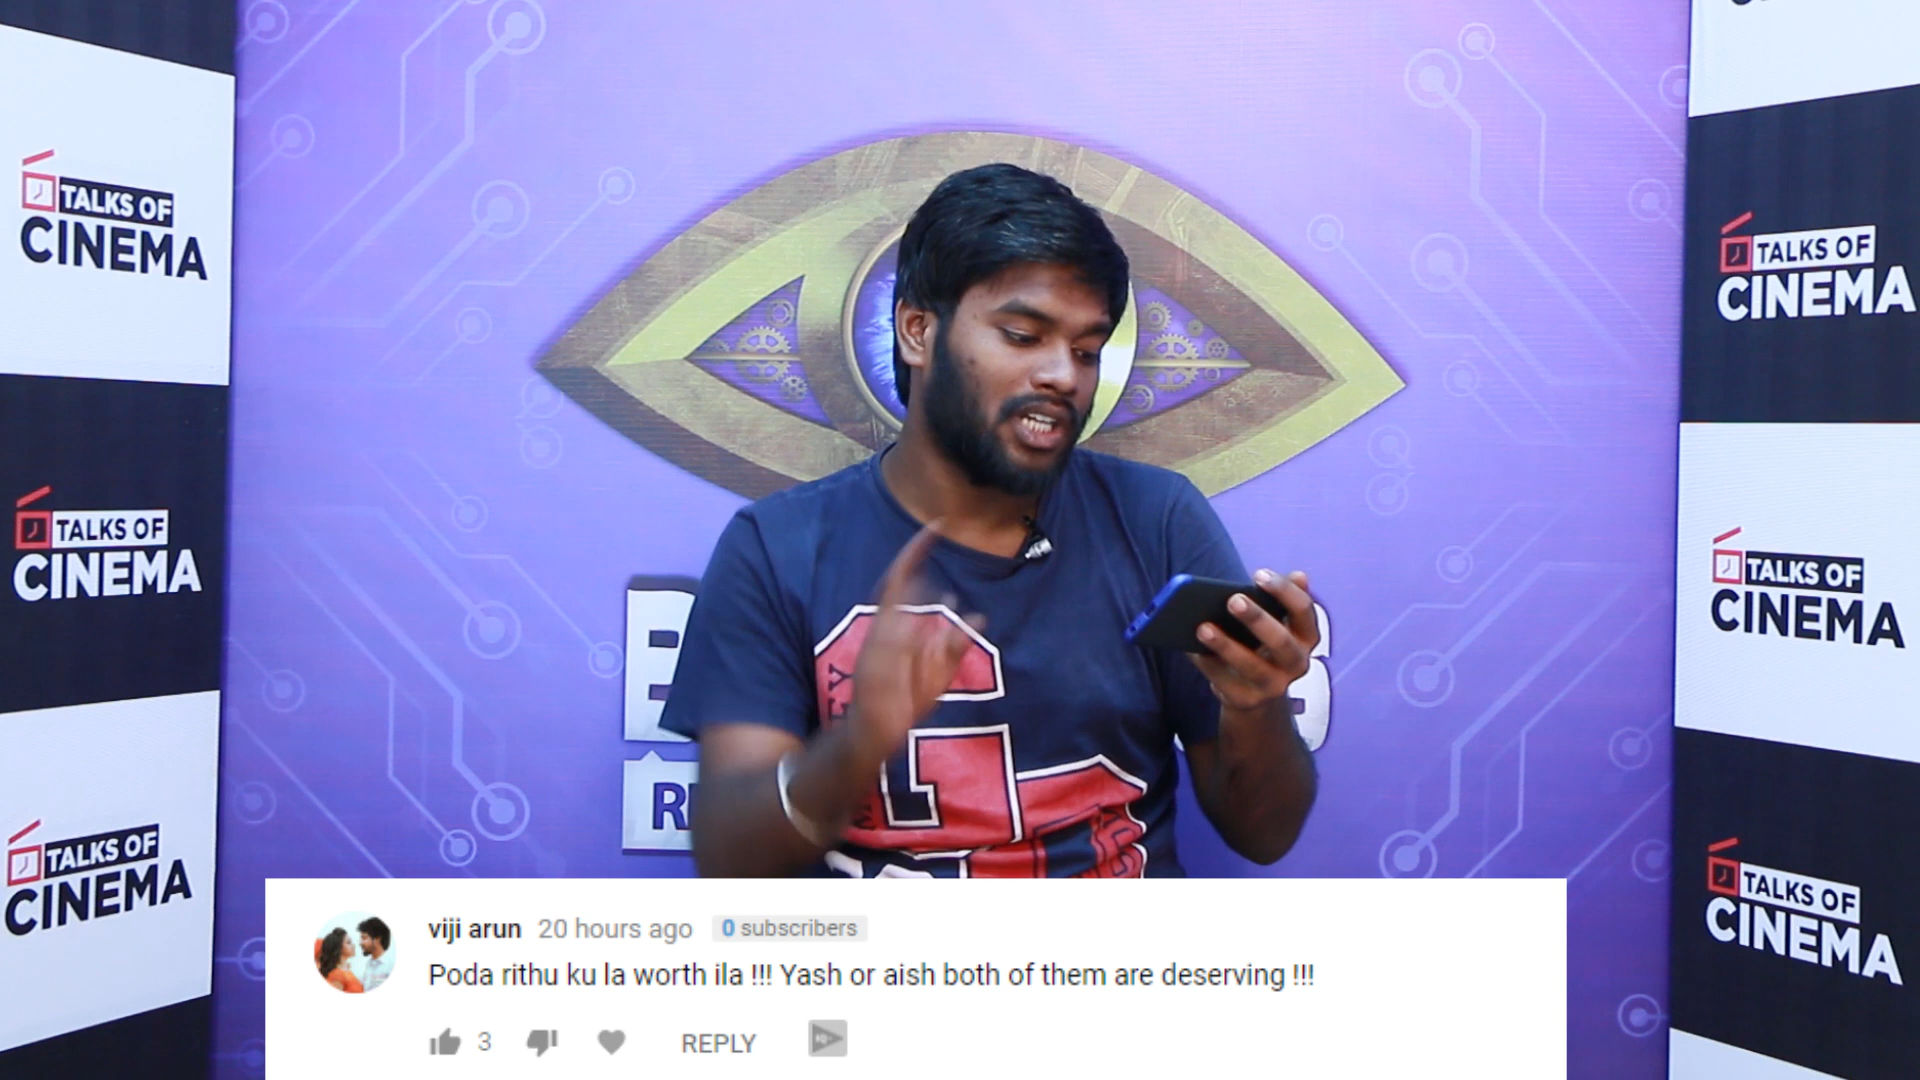 TALKS OF
CINEMA
TALKS OF
CINEMA
TALKS OF
CINEMA
TALKS OF
CINEMA
TALKS OF
CINEMA
TALKS OF
CINEMA
B
S
R
G
viji arun 20 hours ago 0 subscribers
Poda rithu ku la worth ila !!! Yash or aish both of them are deserving !!!
3 REPLY